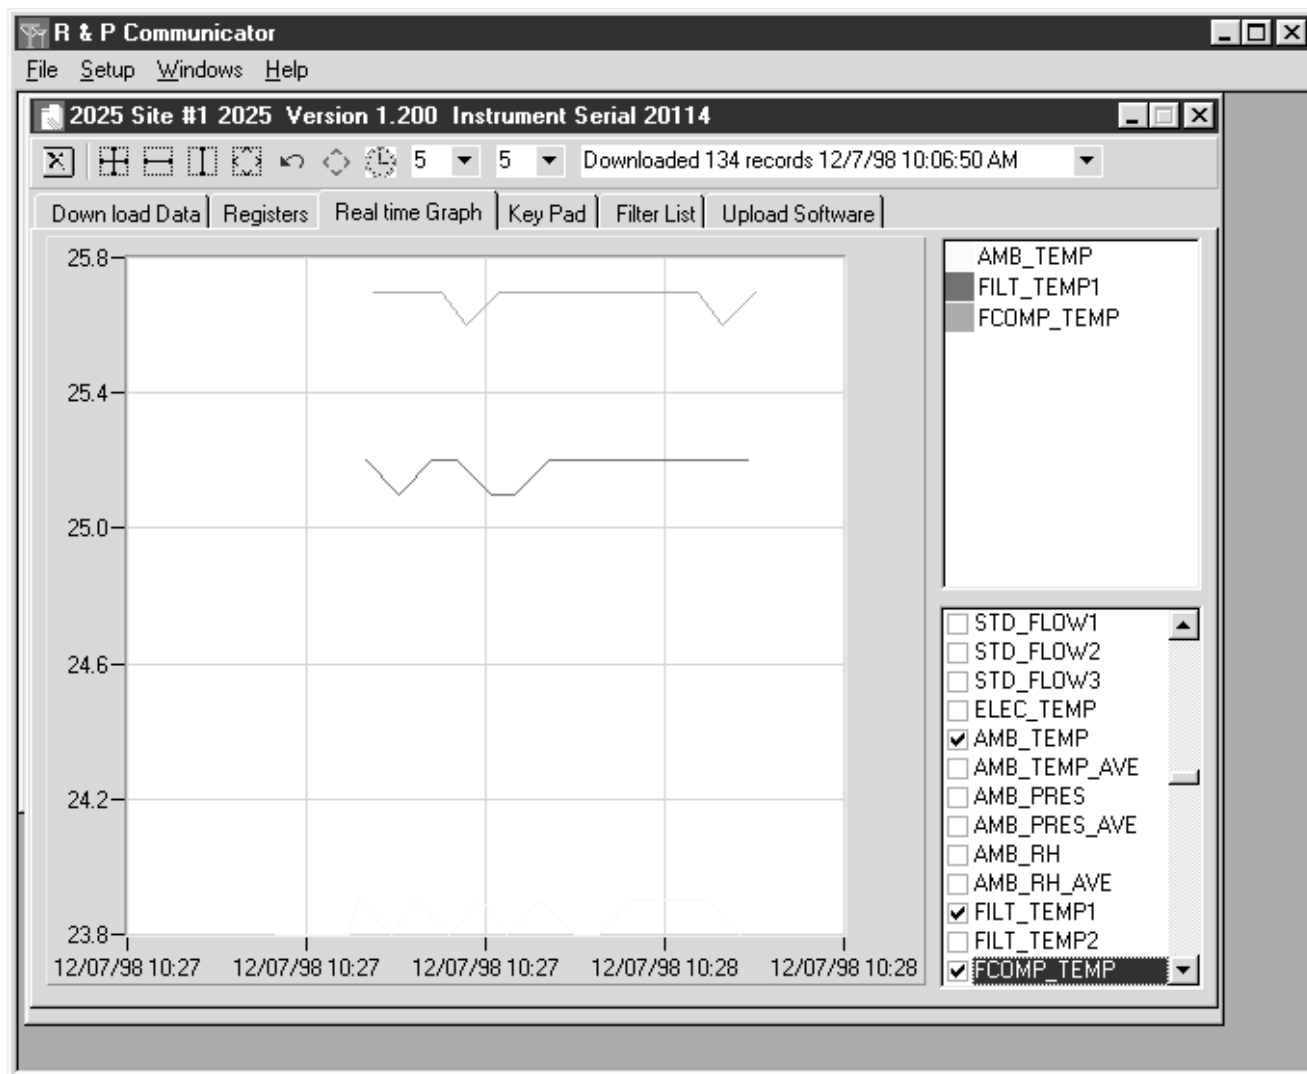 R & P Communicator
File Setup Windows Help
2025 Site #1 2025 Version 1.200 Instrument Serial 20114
5 5 Downloaded 134 records 12/7/98 10:06:50 AM
Down load Data Registers Real time Graph Key Pad Filter List Upload Software
25.8
25.4
25.0
24.6
24.2
23.8
12/07/98 10:27 12/07/98 10:27 12/07/98 10:27 12/07/98 10:28 12/07/98 10:28
AMB_TEMP
FILT_TEMP1
FCOMP_TEMP
STD_FLOW1
STD_FLOW2
STD_FLOW3
ELEC_TEMP
AMB_TEMP
AMB_TEMP_AVE
AMB_PRES
AMB_PRES_AVE
AMB_RH
AMB_RH_AVE
FILT_TEMP1
FILT_TEMP2
FCOMP_TEMP